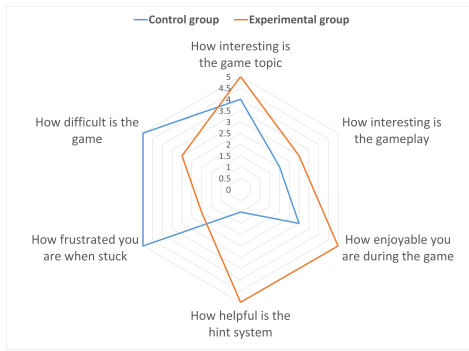 Control group Experimental group
How interesting is
the game topic
5
4.5
4
3.5
3
2.5
2
1.5
1
0.5
0
How interesting is
the gameplay
How enjoyable you
are during the game
How helpful is the
hint system
How frustrated you
are when stuck
How difficult is the
game